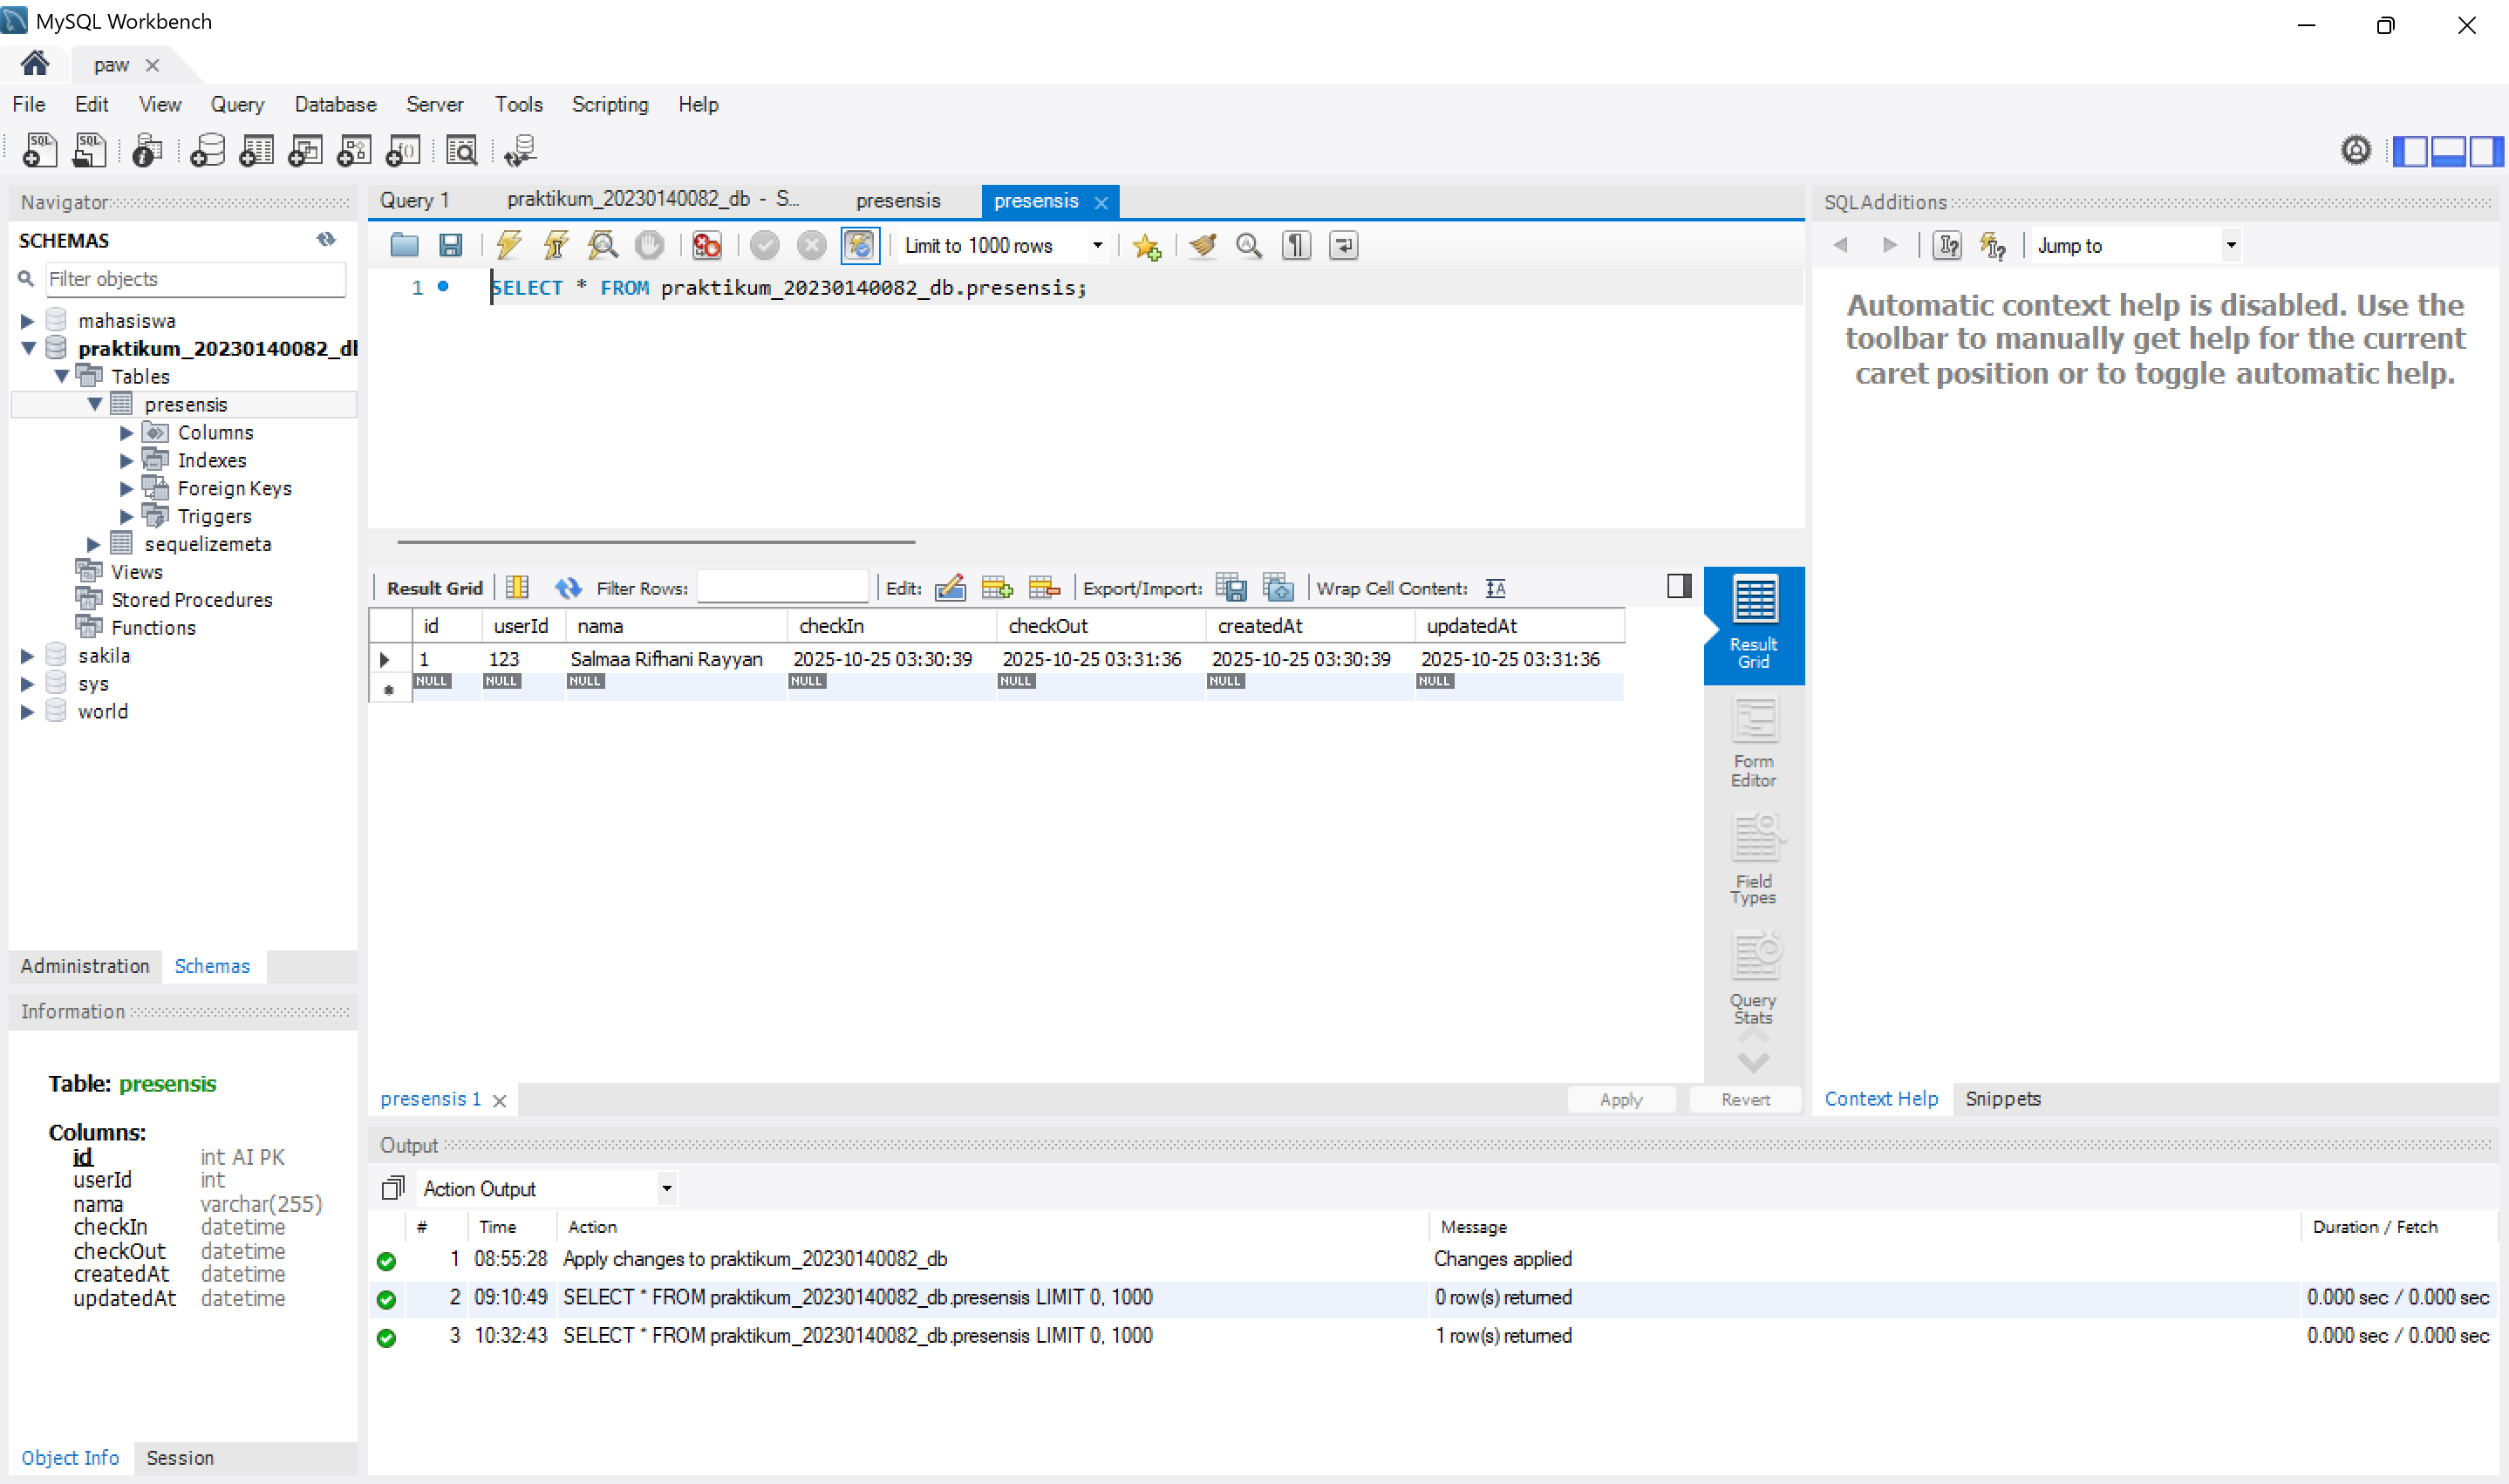 MySQL Workbench
paw
File Edit View Query Database Server Tools Scripting Help
Navigator
SCHEMAS
Filter objects
mahasiswa
praktikum_20230140082_d
Tables
presensis
Columns
Indexes
Foreign Keys
Triggers
sequelizemeta
Views
Stored Procedures
Functions
sakila
sys
world
Administration Schemas
Information
Table: presensis
Columns:
id int AI PK
userId int
nama varchar(255)
checkIn datetime
checkOut datetime
createdAt datetime
updatedAt datetime
Object Info Session
Query 1 praktikum_20230140082_db - S... presensis presensis
Limit to 1000 rows
1 SELECT * FROM praktikum_20230140082_db.presensis;
Result Grid Filter Rows: Edit: Export/Import: Wrap Cell Content:
id userId nama checkIn checkOut createdAt updatedAt
1 123 Salmaa Rifhani Rayyan 2025-10-25 03:30:39 2025-10-25 03:31:36 2025-10-25 03:30:39 2025-10-25 03:31:36
NULL NULL NULL NULL NULL NULL NULL
Result
Grid
Form
Editor
Field
Types
Query
Stats
presensis 1 Apply Revert
SQLAdditions
Jump to
Automatic context help is disabled. Use the
toolbar to manually get help for the current
caret position or to toggle automatic help.
Context Help Snippets
Output
Action Output
# Time Action Message Duration / Fetch
1 08:55:28 Apply changes to praktikum_20230140082_db Changes applied
2 09:10:49 SELECT * FROM praktikum_20230140082_db.presensis LIMIT 0, 1000 0 row(s) returned 0.000 sec / 0.000 sec
3 10:32:43 SELECT * FROM praktikum_20230140082_db.presensis LIMIT 0, 1000 1 row(s) returned 0.000 sec / 0.000 sec